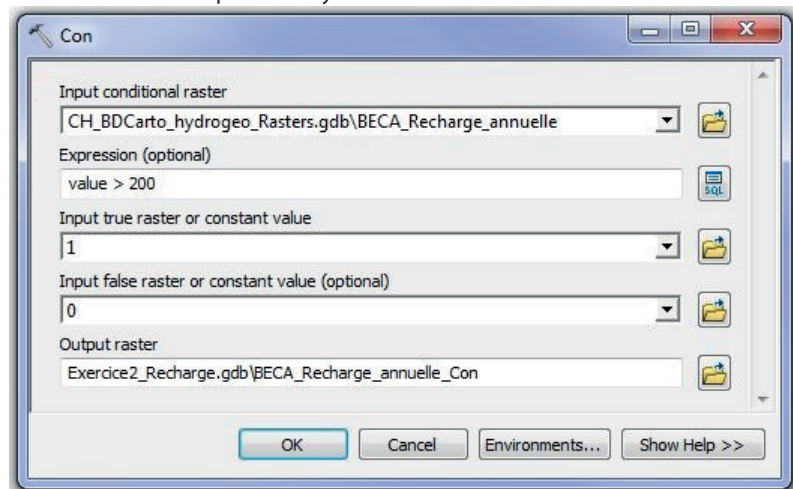 Con
Input conditional raster
CH_BDCarto_hydrogeo_Rasters.gdb\BECA_Recharge_annuelle
Expression (optional)
value > 200
SQL
Input true raster or constant value
1
Input false raster or constant value (optional)
0
Output raster
Exercice2_Recharge.gdb\BECA_Recharge_annuelle_Con
OK
Cancel
Environments...
Show Help >>